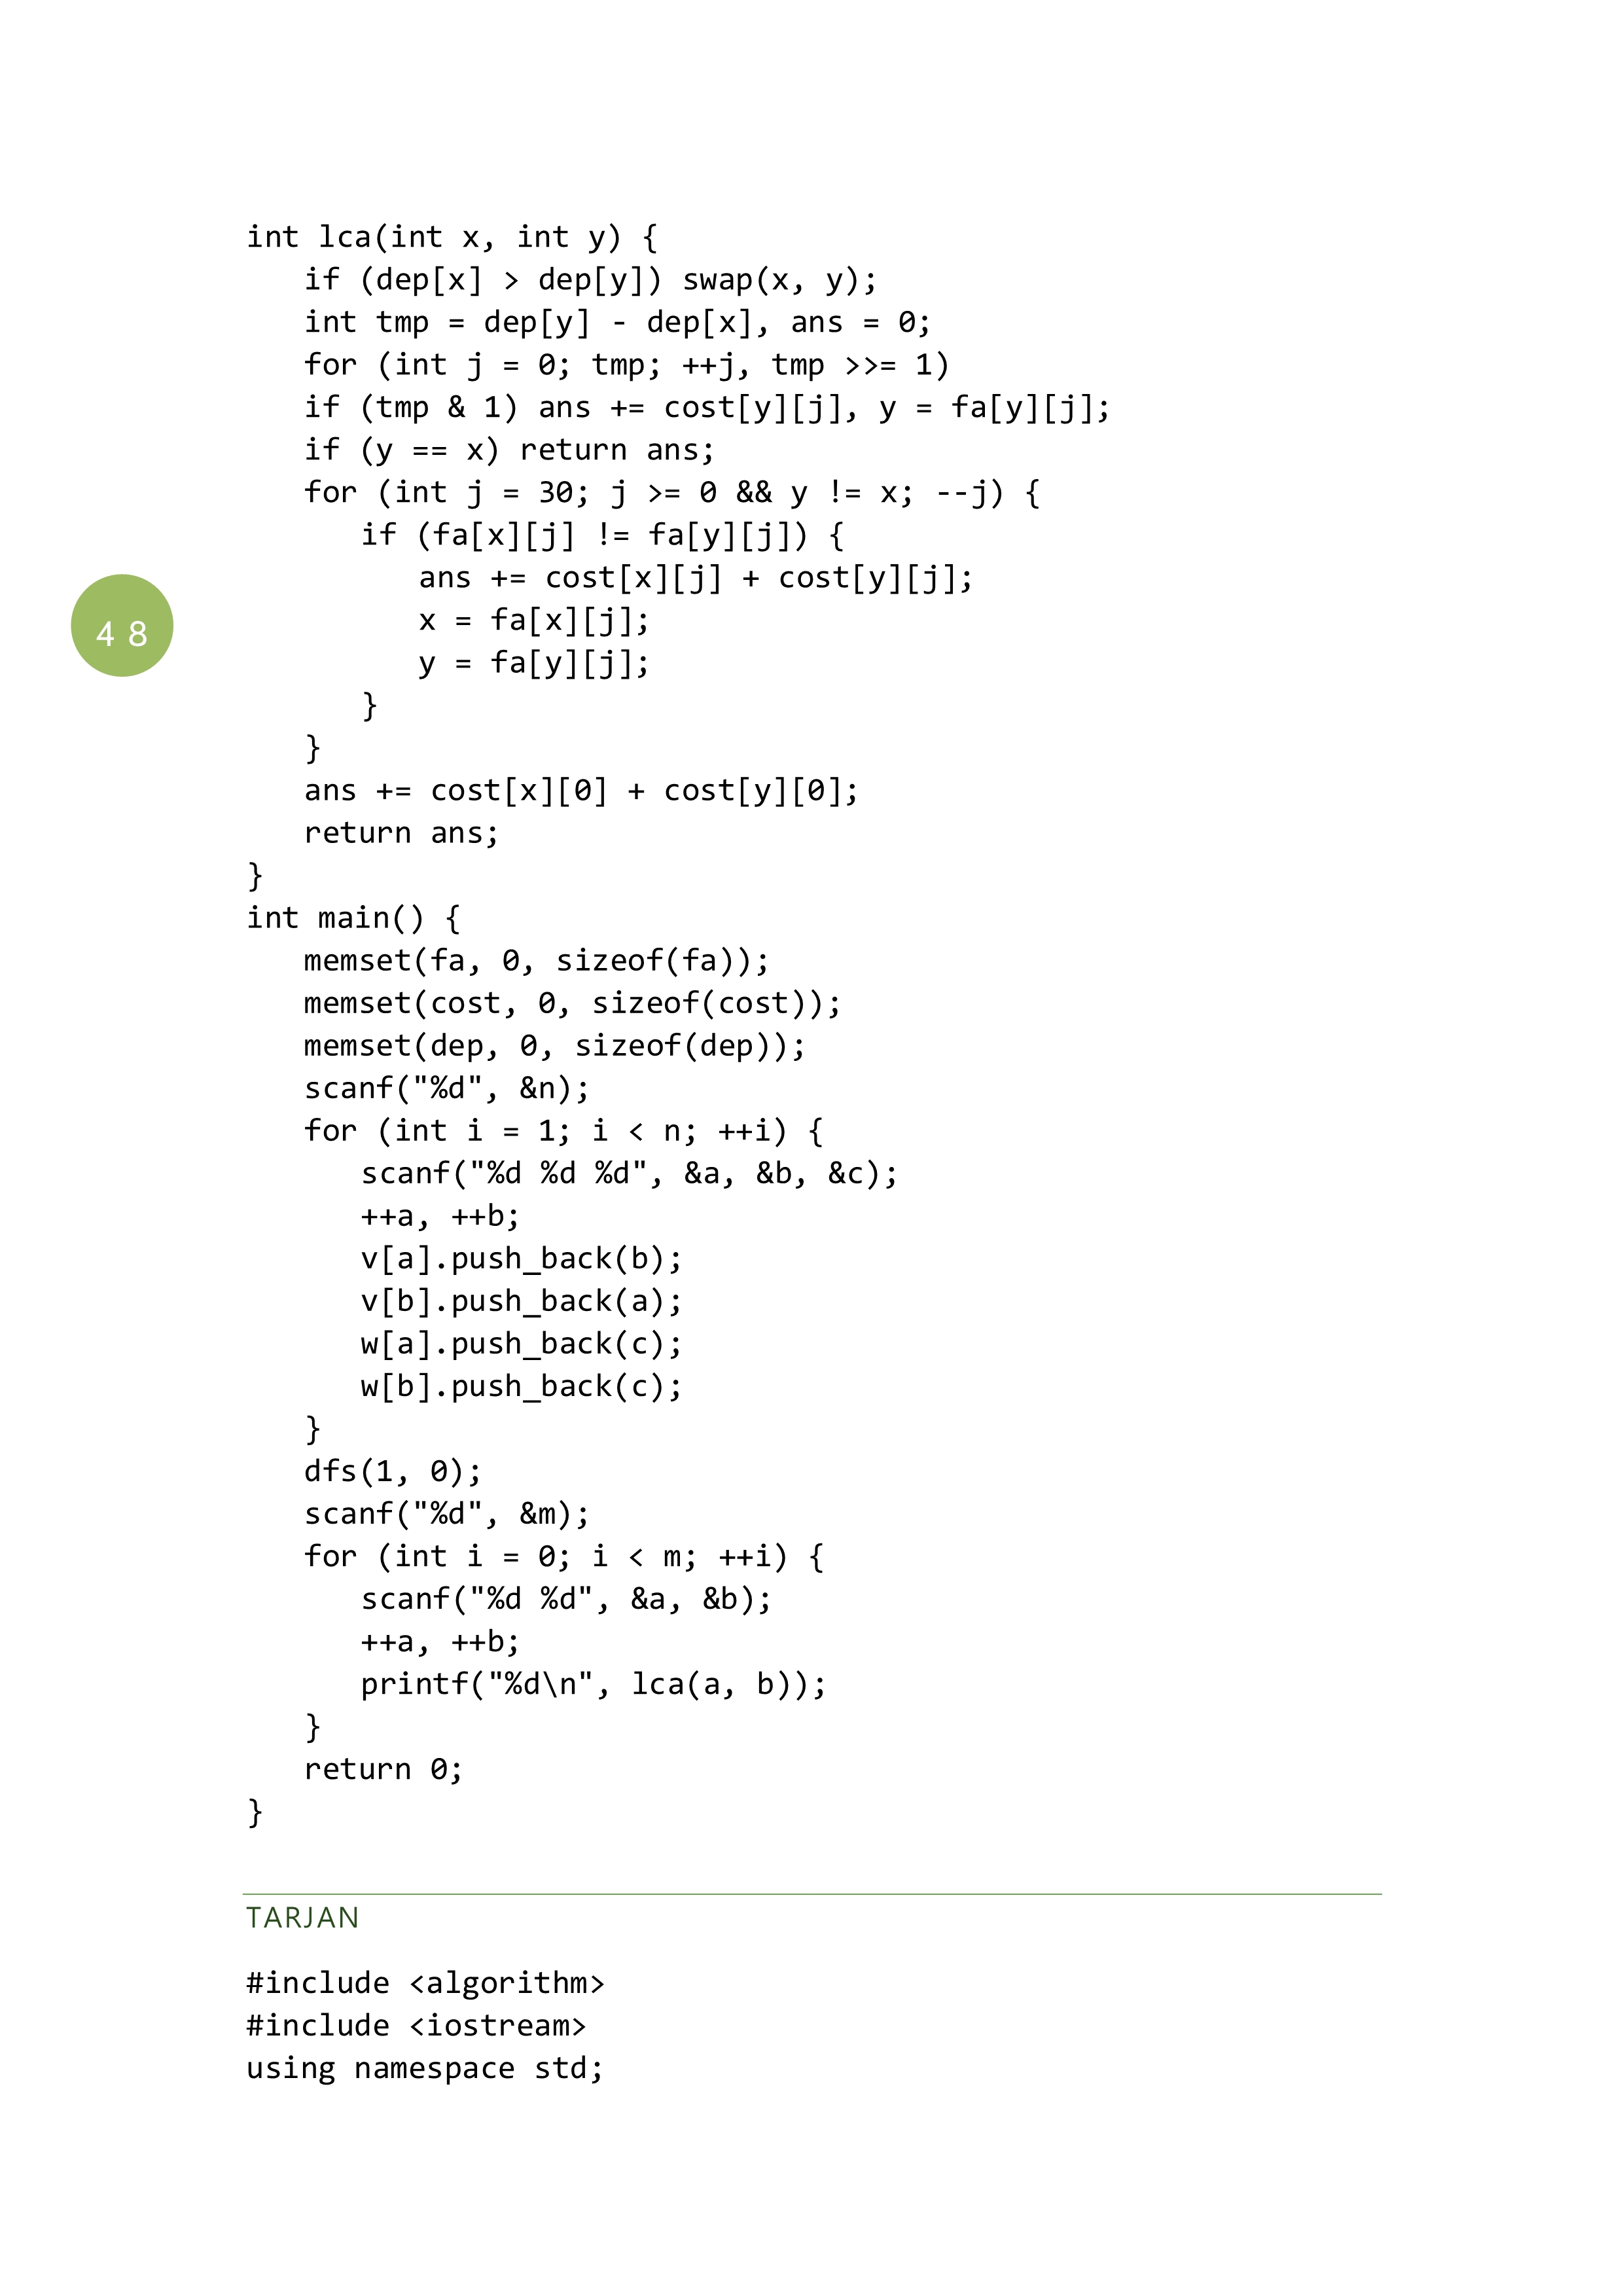 int lca(int x, int y) {
if (dep[x] > dep[y]) swap(x, y);
int tmp = dep[y] - dep[x], ans = 0;
for (int j = 0; tmp; ++j, tmp >>= 1)
if (tmp & 1) ans += cost[y][j], y = fa[y][j];
if (y == x) return ans;
for (int j = 30; j >= 0 && y != x; --j) {
if (fa[x][j] != fa[y][j]) {
ans += cost[x][j] + cost[y][j];
x = fa[x][j];
y = fa[y][j];
}
}
ans += cost[x][0] + cost[y][0];
return ans;
}
int main() {
memset(fa, 0, sizeof(fa));
memset(cost, 0, sizeof(cost));
memset(dep, 0, sizeof(dep));
scanf("%d", &n);
for (int i = 1; i < n; ++i) {
scanf("%d %d %d", &a, &b, &c);
++a, ++b;
v[a].push_back(b);
v[b].push_back(a);
w[a].push_back(c);
w[b].push_back(c);
}
dfs(1, 0);
scanf("%d", &m);
for (int i = 0; i < m; ++i) {
scanf("%d %d", &a, &b);
++a, ++b;
printf("%d\n", lca(a, b));
}
return 0;
}
48
TARJAN
#include <algorithm>
#include <iostream>
using namespace std;